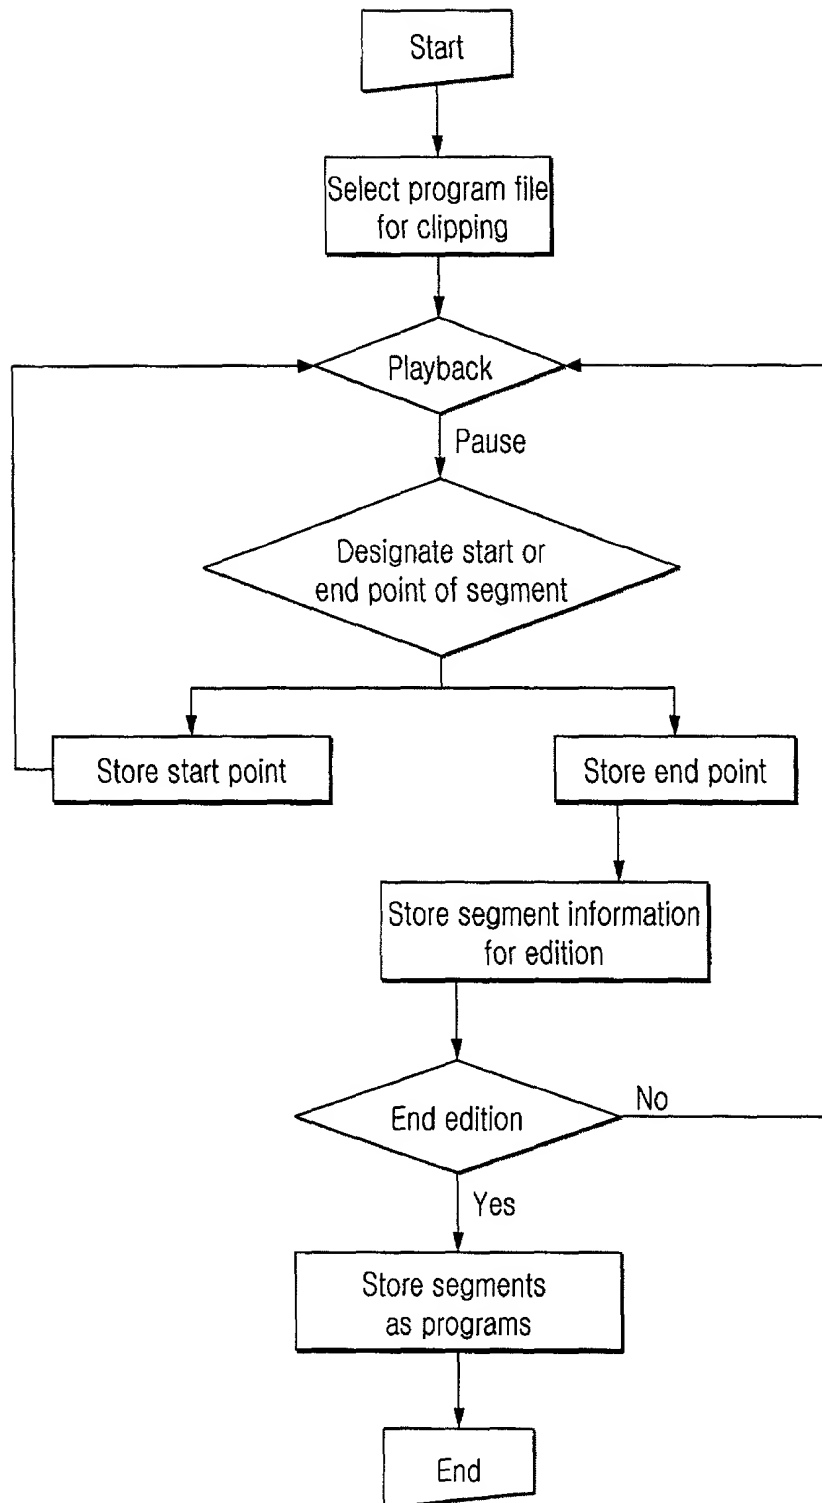 Start
Select program file
for clipping
Playback
Pause
Designate start or
end point of segment
Store start point
Store end point
Store segment information
for edition
End edition
No
Yes
Store segments
as programs
End